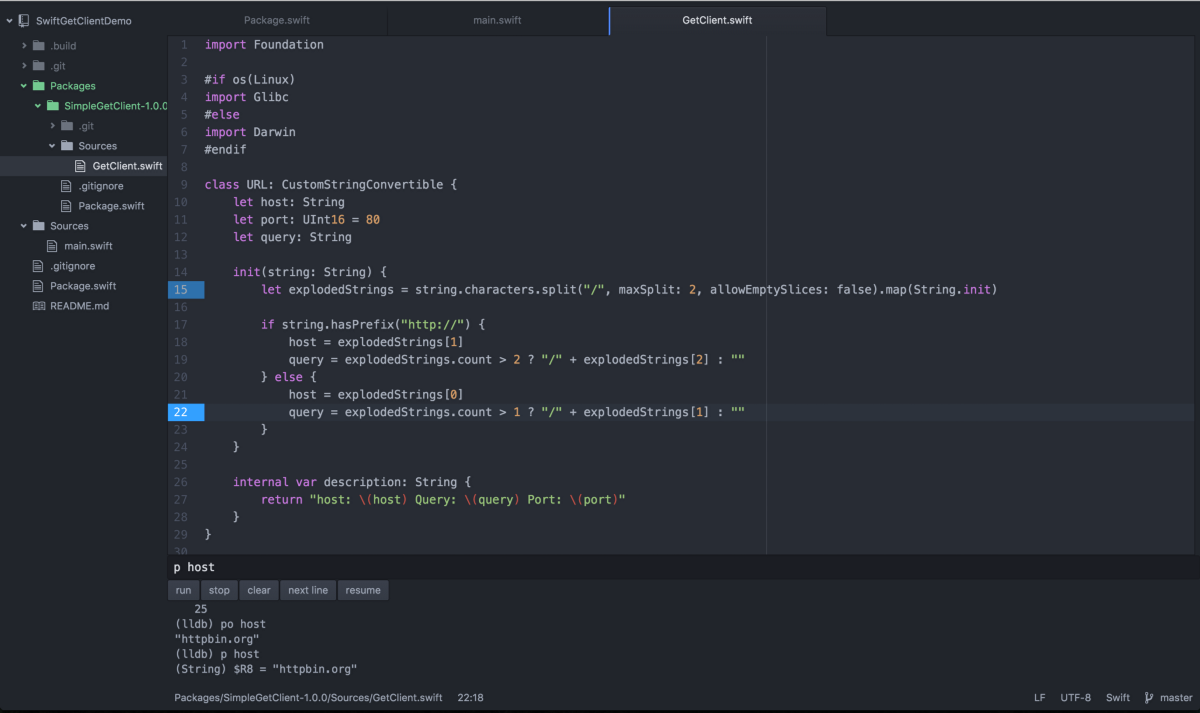 SwiftGetClientDemo
.build
.git
Packages
SimpleGetClient-1.0.0
.git
Sources
GetClient.swift
.gitignore
Package.swift
Sources
main.swift
.gitignore
Package.swift
README.md
Package.swift
main.swift
GetClient.swift
1 import Foundation
2
3 #if os(Linux)
4 import Glibc
5 #else
6 import Darwin
7 #endif
8
9 class URL: CustomStringConvertible {
10     let host: String
11     let port: UInt16 = 80
12     let query: String
13
14     init(string: String) {
15         let explodedStrings = string.characters.split("/", maxSplit: 2, allowEmptySlices: false).map(String.init)
16
17         if string.hasPrefix("http://") {
18             host = explodedStrings[1]
19             query = explodedStrings.count > 2 ? "/" + explodedStrings[2] : ""
20         } else {
21             host = explodedStrings[0]
22             query = explodedStrings.count > 1 ? "/" + explodedStrings[1] : ""
23         }
24     }
25
26     internal var description: String {
27         return "host: \(host) Query: \(query) Port: \(port)"
28     }
29 }
30
p host
run stop clear next line resume
25
(lldb) po host
"httpbin.org"
(lldb) p host
(String) $R8 = "httpbin.org"
Packages/SimpleGetClient-1.0.0/Sources/GetClient.swift 22:18 LF UTF-8 Swift master